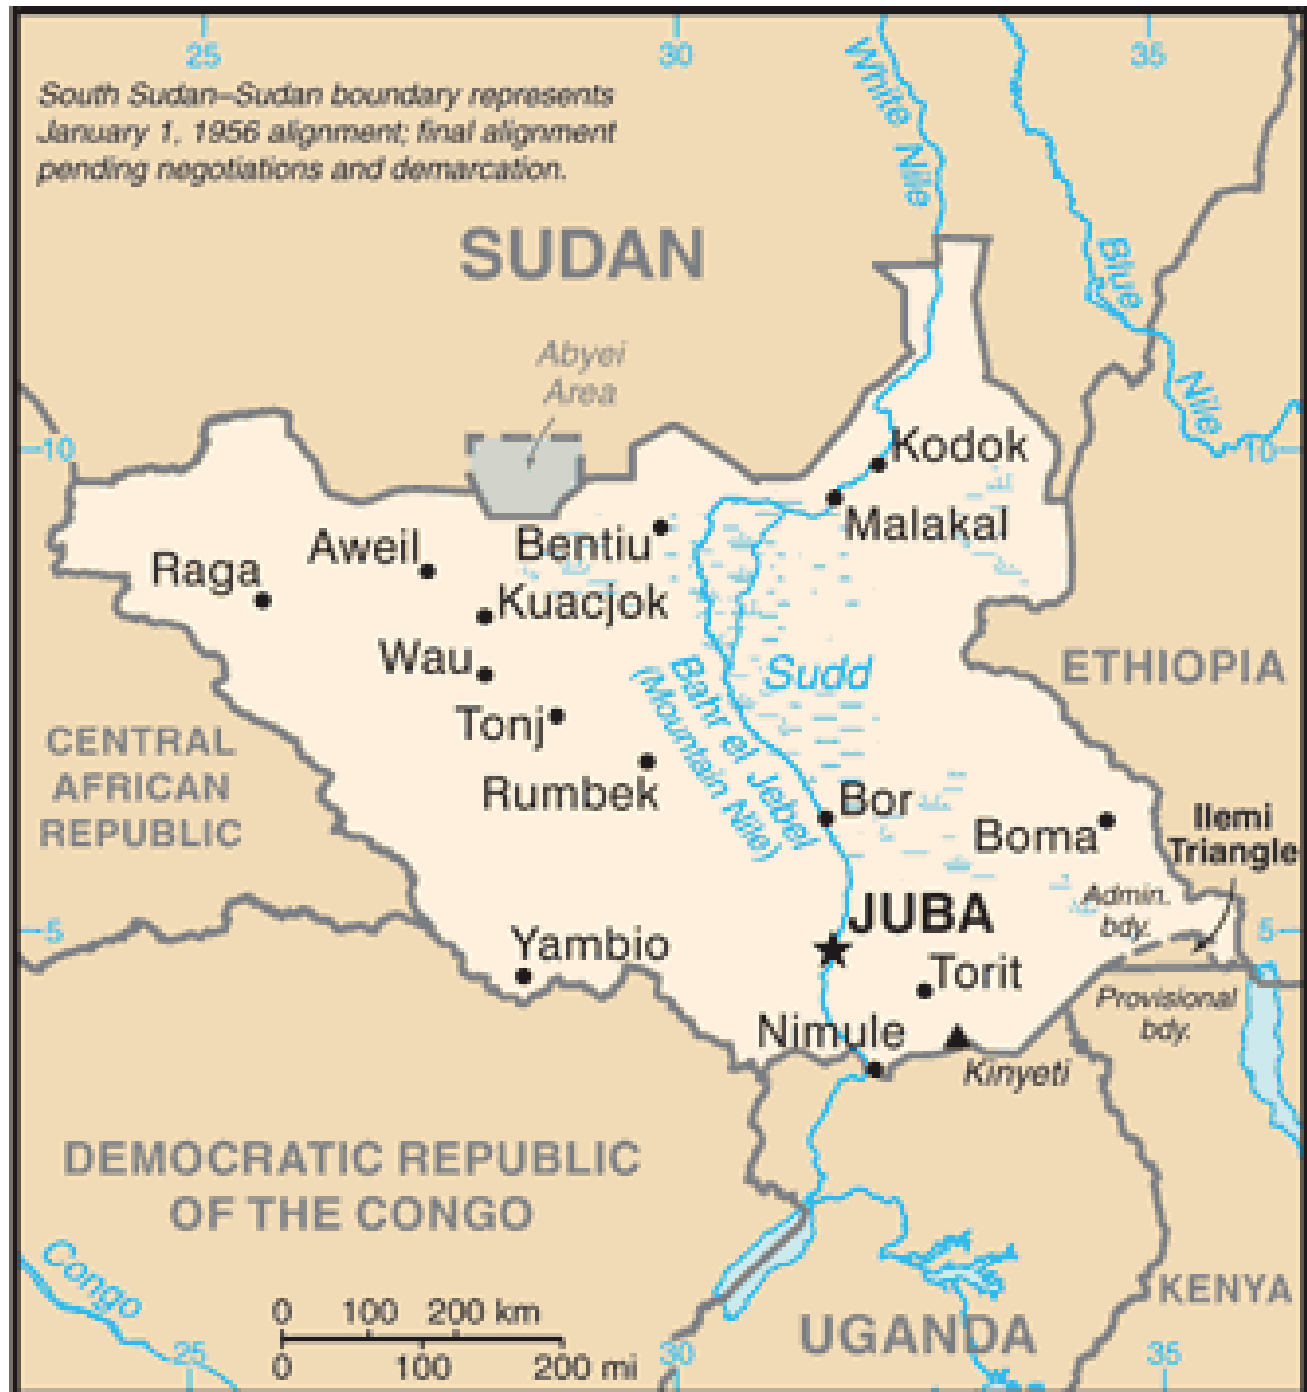 25
30
35
South Sudan–Sudan boundary represents
January 1, 1956 alignment; final alignment
pending negotiations and demarcation.
White Nile
SUDAN
Blue
Nile
Abyei
Area
10
10
Kodok
Malakal
Aweil
Bentiu
Raga
Kuacjok
Wau
Sudd
ETHIOPIA
Bahr el Jebel
(Mountain Nile)
Tonj
CENTRAL
AFRICAN
REPUBLIC
Rumbek
Bor
Boma
Ilemi
Triangle
Admin.
bdy.
JUBA
5
5
Yambio
Torit
Provisional
bdy.
Nimule
Kinyeti
DEMOCRATIC REPUBLIC
OF THE CONGO
Congo
KENYA
UGANDA
0 100 200 km
0 100 200 mi
25
30
35